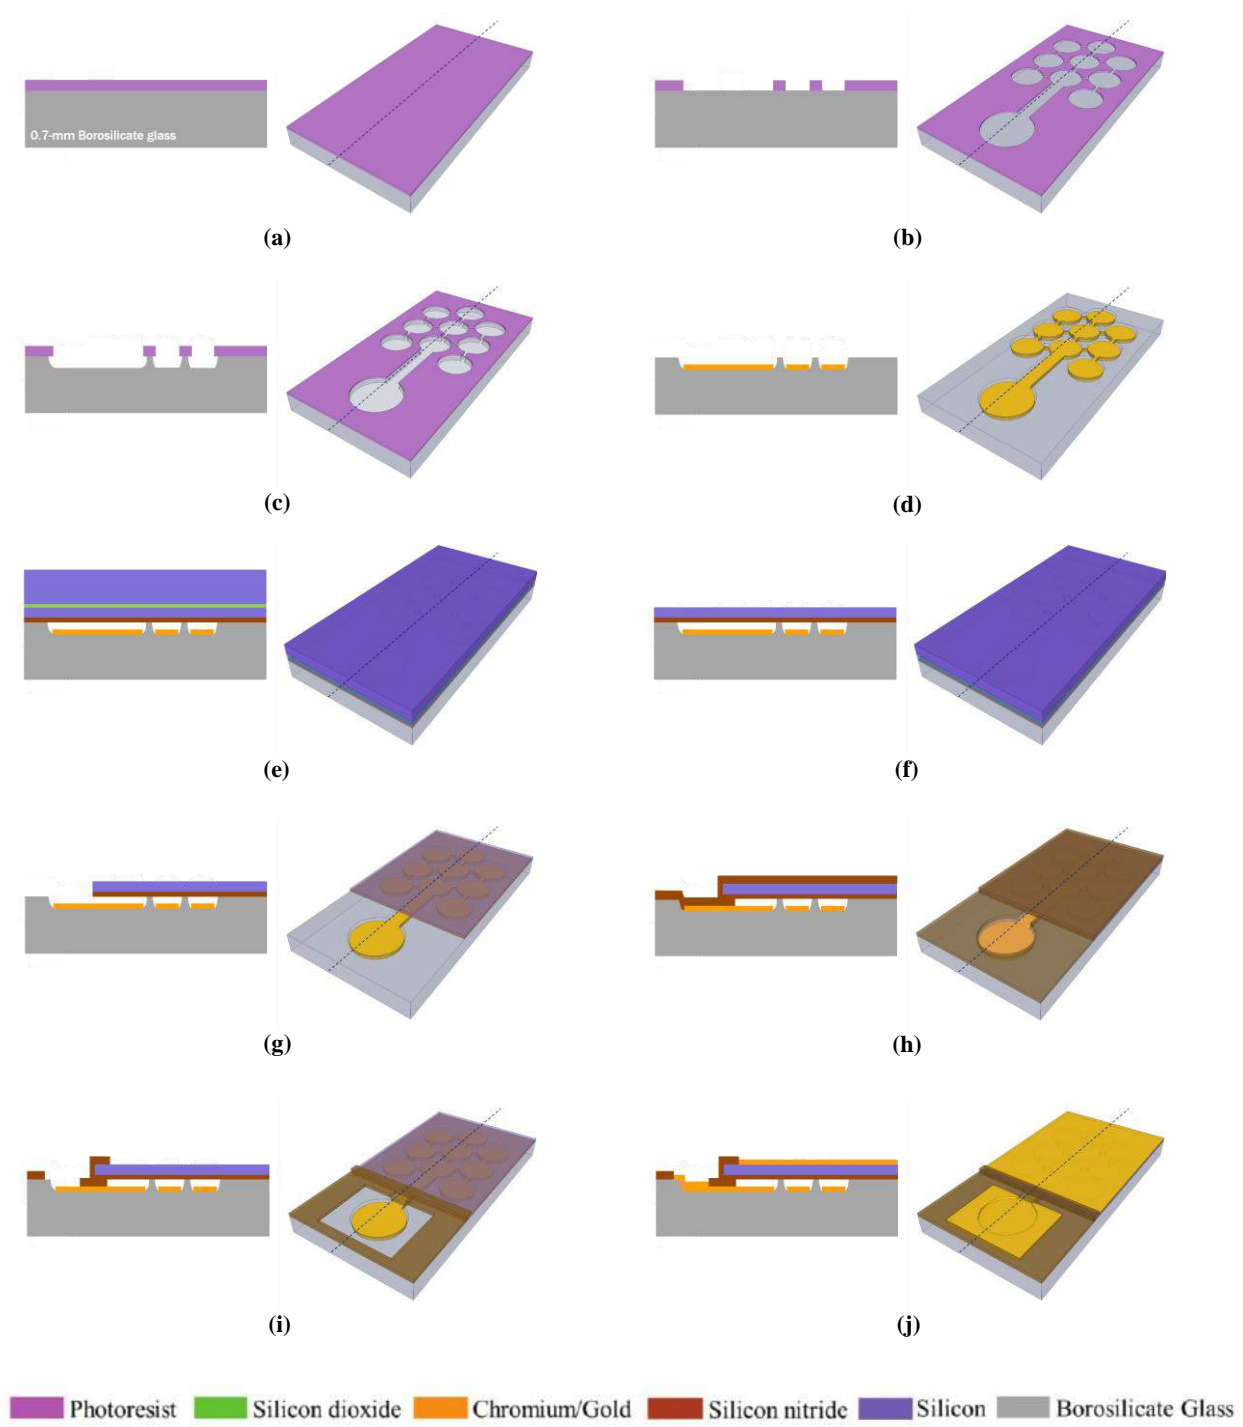 0.7-mm Borosilicate glass
(a)
(b)
(c)
(d)
(e)
(f)
(g)
(h)
(i)
(j)
Photoresist Silicon dioxide Chromium/Gold Silicon nitride Silicon Borosilicate Glass